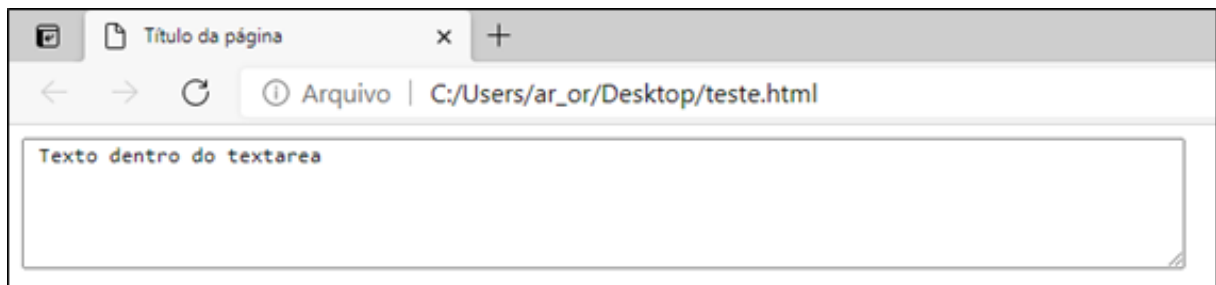 Título da página
Arquivo | C:/Users/ar_or/Desktop/teste.html
Texto dentro do textarea